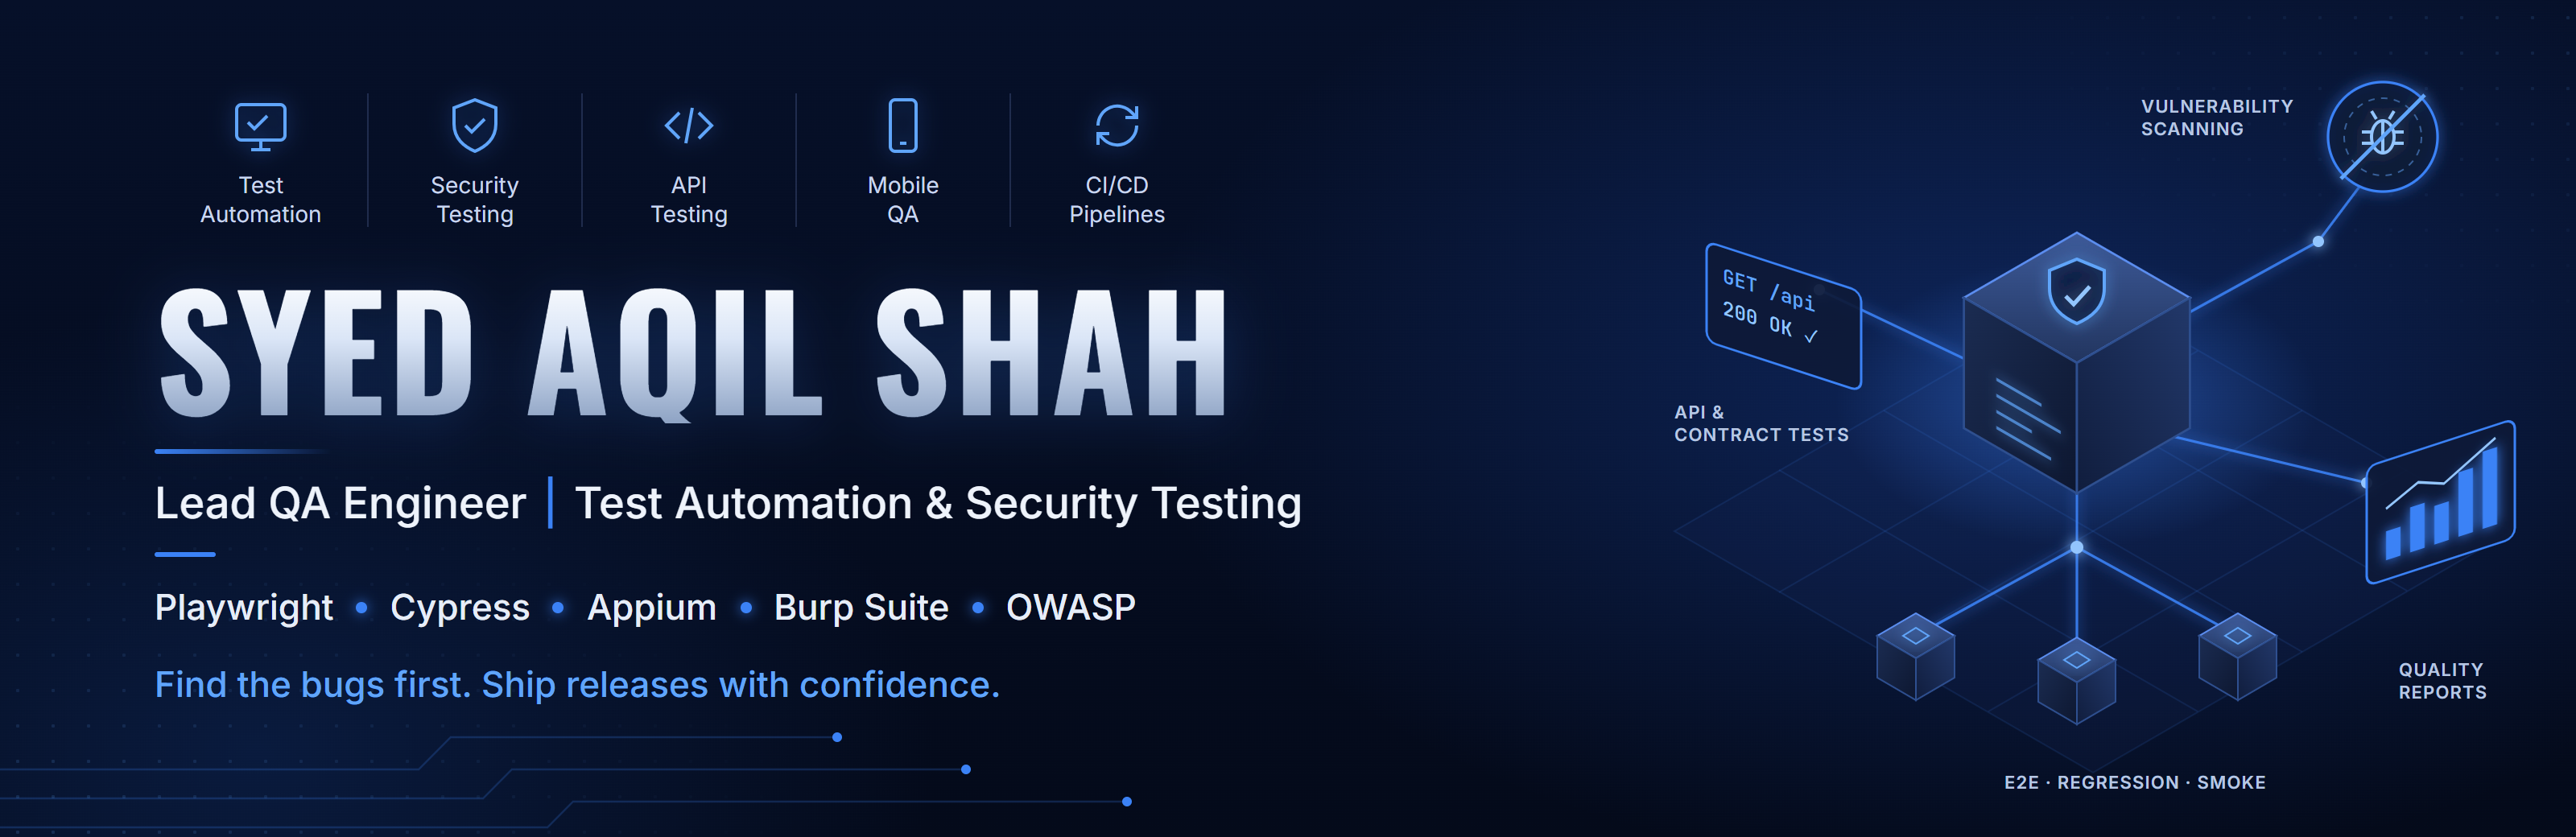 Test
Automation
Security
Testing
API
Testing
Mobile
QA
CI/CD
Pipelines
SYED AQIL SHAH
Lead QA Engineer | Test Automation & Security Testing
Playwright • Cypress • Appium • Burp Suite • OWASP
Find the bugs first. Ship releases with confidence.
VULNERABILITY
SCANNING
GET /api
200 OK ✓
API &
CONTRACT TESTS
QUALITY
REPORTS
E2E · REGRESSION · SMOKE